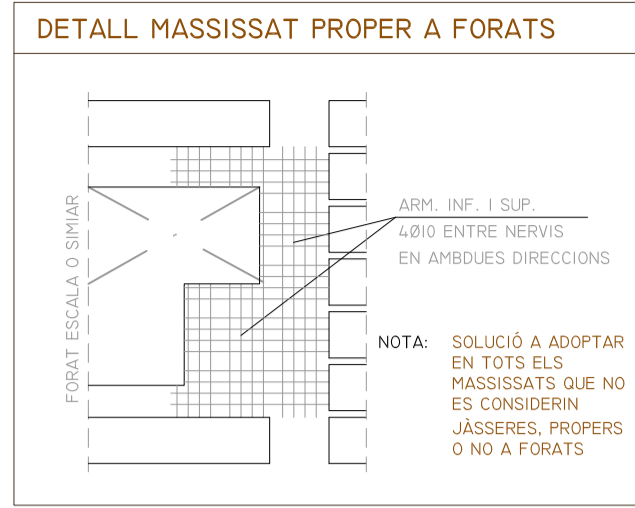 DETALL MASSISSAT PROPER A FORATS
FORAT ESCALA O SIMIAR
ARM. INF. I SUP.
4Ø10 ENTRE NERVIS
EN AMBDUES DIRECCIONS
NOTA: SOLUCIÓ A ADOPTAR
EN TOTS ELS
MASSISSATS QUE NO
ES CONSIDERIN
JÀSSERES, PROPERS
O NO A FORATS